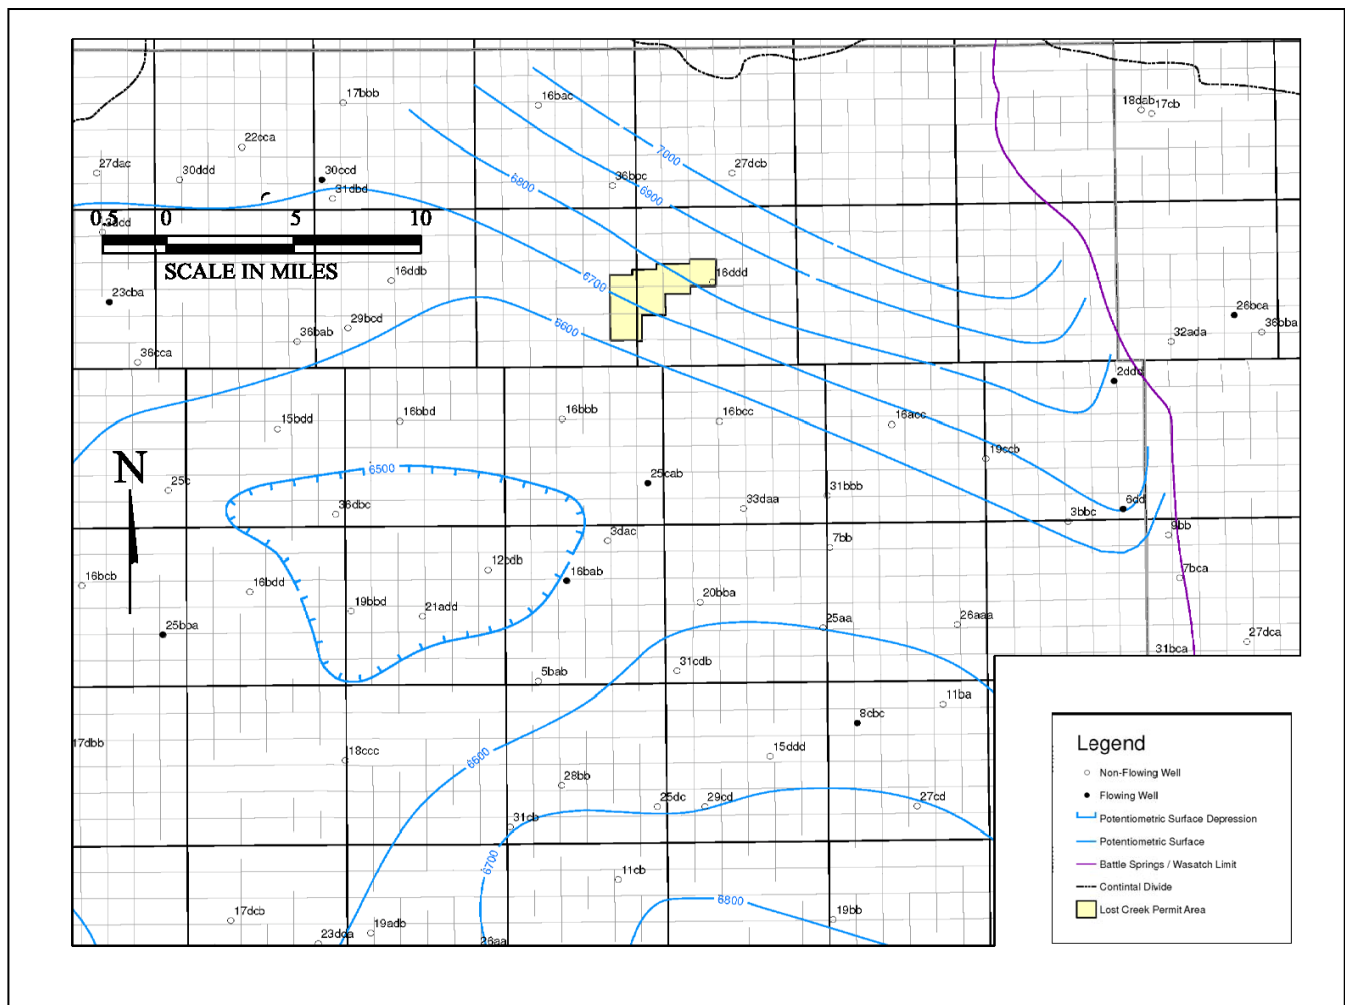 17bbb
16bac
18dab
17cb
22cca
7000
27dac
30ddd
30ccd
27dcb
36bpc
6800
6900
31dbd
0.5 0 5 10
SCALE IN MILES
16ddb
16ddd
6700
23cba
26bca
29bcd
36bab
6600
32ada
36bba
36cca
2ddd
15bdd
16bbd
16bbb
16bcc
16acc
19ccb
N
6500
25c
25cab
36dbc
33daa
31bbb
6dd
3bbc
3dac
7bb
9bb
16bcb
16bdd
12cdb
16bab
7bca
19bbd
21add
20bba
25bba
25aa
26aaa
27dca
31bca
5bab
31cdb
11ba
8cbc
17dbb
18ccc
6600
15ddd
28bb
25dc
29cd
27cd
31cb
6700
11cb
6800
17dcb
19adb
19bb
23dca
26aa
Legend
Non-Flowing Well
Flowing Well
Potentiometric Surface Depression
Potentiometric Surface
Battle Springs / Wasatch Limit
Contintal Divide
Lost Creek Permit Area